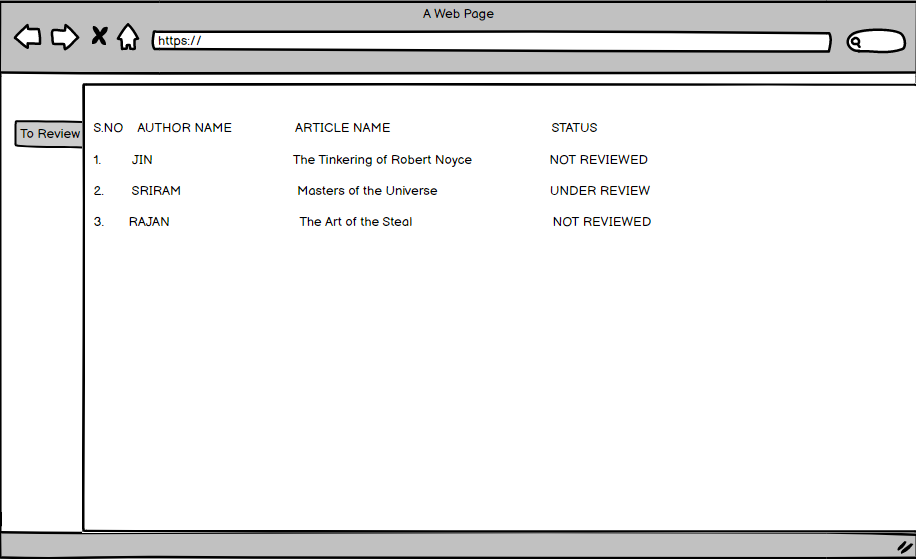 A Web Page
https://
To Review
S.NO AUTHOR NAME ARTICLE NAME STATUS
1. JIN The Tinkering of Robert Noyce NOT REVIEWED
2. SRIRAM Masters of the Universe UNDER REVIEW
3. RAJAN The Art of the Steal NOT REVIEWED